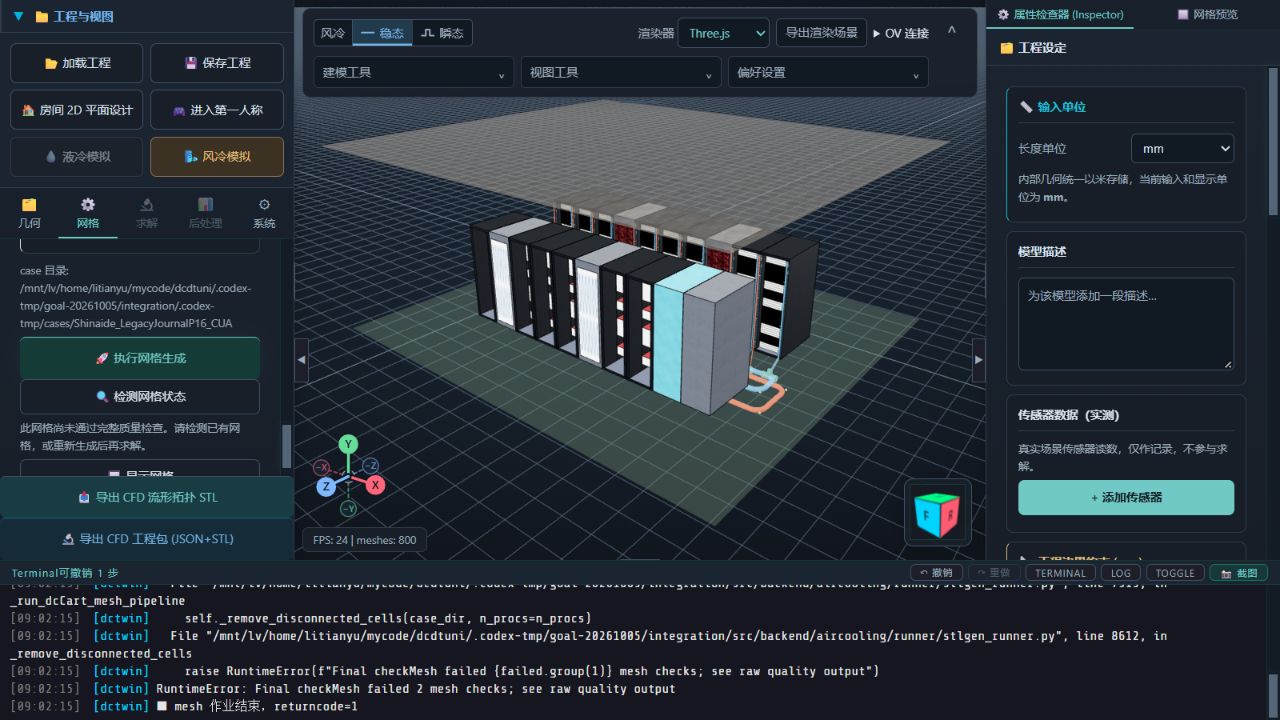 ▼ 📁 工程与视图
📂 加载工程
💾 保存工程
🏠 房间 2D 平面设计
🎮 进入第一人称
💧 液冷模拟
🌬 风冷模拟
几何
网格
求解
后处理
系统
case 目录:
/mnt/lv/home/litianyu/mycode/dcdtuni/.codex-
tmp/goal-20261005/integration/.codex-
tmp/cases/Shinaide_LegacyJournalP16_CUA
🚀 执行网格生成
🔍 检测网格状态
此网格尚未通过完整质量检查。请检测已有网
格，或重新生成后再求解。
显示网格
导出 CFD 流形拓扑 STL
导出 CFD 工程包 (JSON+STL)
风冷
稳态
瞬态
渲染器
Three.js
导出渲染场景
▶ OV 连接
建模工具
视图工具
偏好设置
Y
-X
-Z
Z
X
-Y
FPS: 24 | meshes: 800
F
R
属性检查器 (Inspector)
网格预览
工程设定
输入单位
长度单位
mm
内部几何统一以米存储，当前输入和显示单
位为 mm。
模型描述
为该模型添加一段描述...
传感器数据（实测）
真实场景传感器读数，仅作记录，不参与求
解。
+ 添加传感器
Terminal可撤销 1 步
↶ 撤销
↷ 重做
TERMINAL
LOG
TOGGLE
📷 截图
_run_dcCart_mesh_pipeline
[09:02:15] [dctwin] self._remove_disconnected_cells(case_dir, n_procs=n_procs)
[09:02:15] [dctwin] File "/mnt/lv/home/litianyu/mycode/dcdtuni/.codex-tmp/goal-20261005/integration/src/backend/aircooling/runner/stlgen_runner.py", line 8612, in
_remove_disconnected_cells
[09:02:15] [dctwin] raise RuntimeError(f"Final checkMesh failed {failed.group(1)} mesh checks; see raw quality output")
[09:02:15] [dctwin] RuntimeError: Final checkMesh failed 2 mesh checks; see raw quality output
[09:02:15] [dctwin] ■ mesh 作业结束，returncode=1